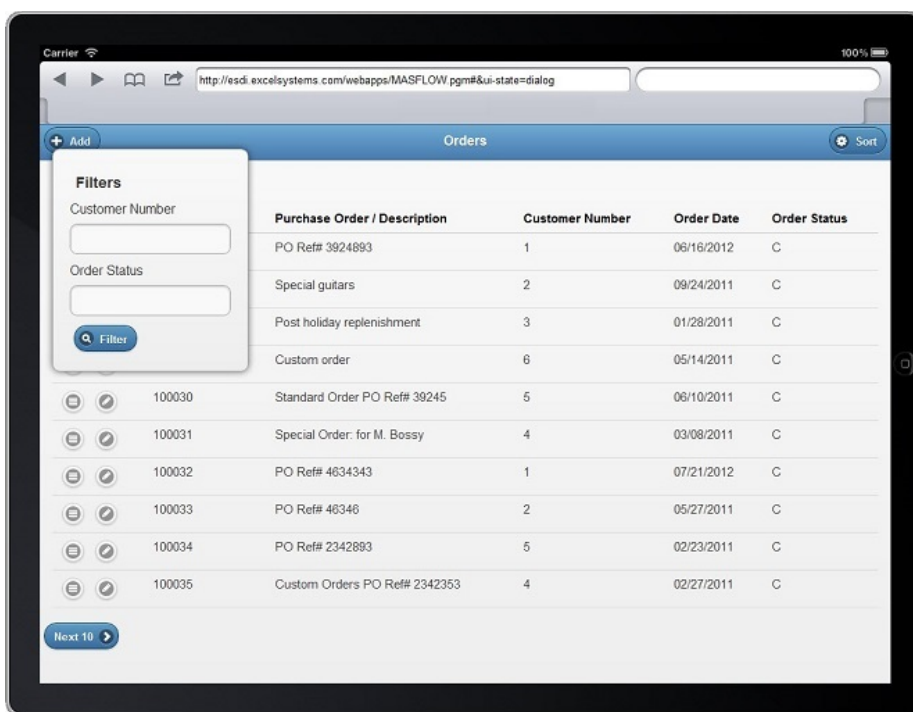 Carrier 100%
http://esdi.excelsystems.com/webapps/MASFLOW.pgm#&ui-state=dialog
Add Orders Sort
Filters
Customer Number
Order Status
Filter
Purchase Order / Description Customer Number Order Date Order Status
PO Ref# 3924893 1 06/16/2012 C
Special guitars 2 09/24/2011 C
Post holiday replenishment 3 01/28/2011 C
Custom order 6 05/14/2011 C
100030 Standard Order PO Ref# 39245 5 06/10/2011 C
100031 Special Order: for M. Bossy 4 03/08/2011 C
100032 PO Ref# 4634343 1 07/21/2012 C
100033 PO Ref# 46346 2 05/27/2011 C
100034 PO Ref# 2342893 5 02/23/2011 C
100035 Custom Orders PO Ref# 2342353 4 02/27/2011 C
Next 10